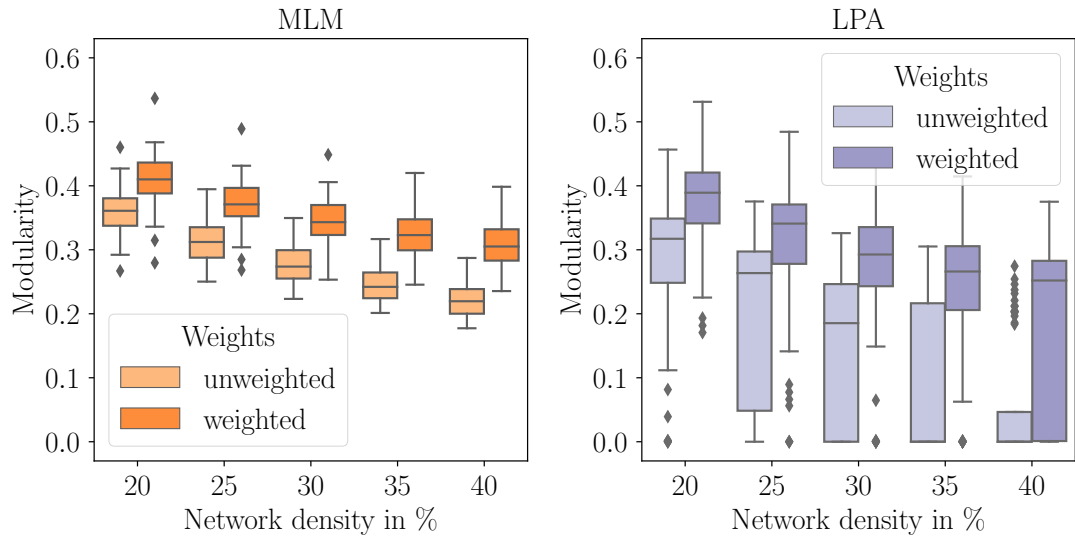 MLM
0.6
0.5
0.4
0.3
0.2
0.1
0.0
Modularity
Weights
unweighted
weighted
20 25 30 35 40
Network density in %
LPA
0.6
0.5
0.4
0.3
0.2
0.1
0.0
Modularity
Weights
unweighted
weighted
20 25 30 35 40
Network density in %